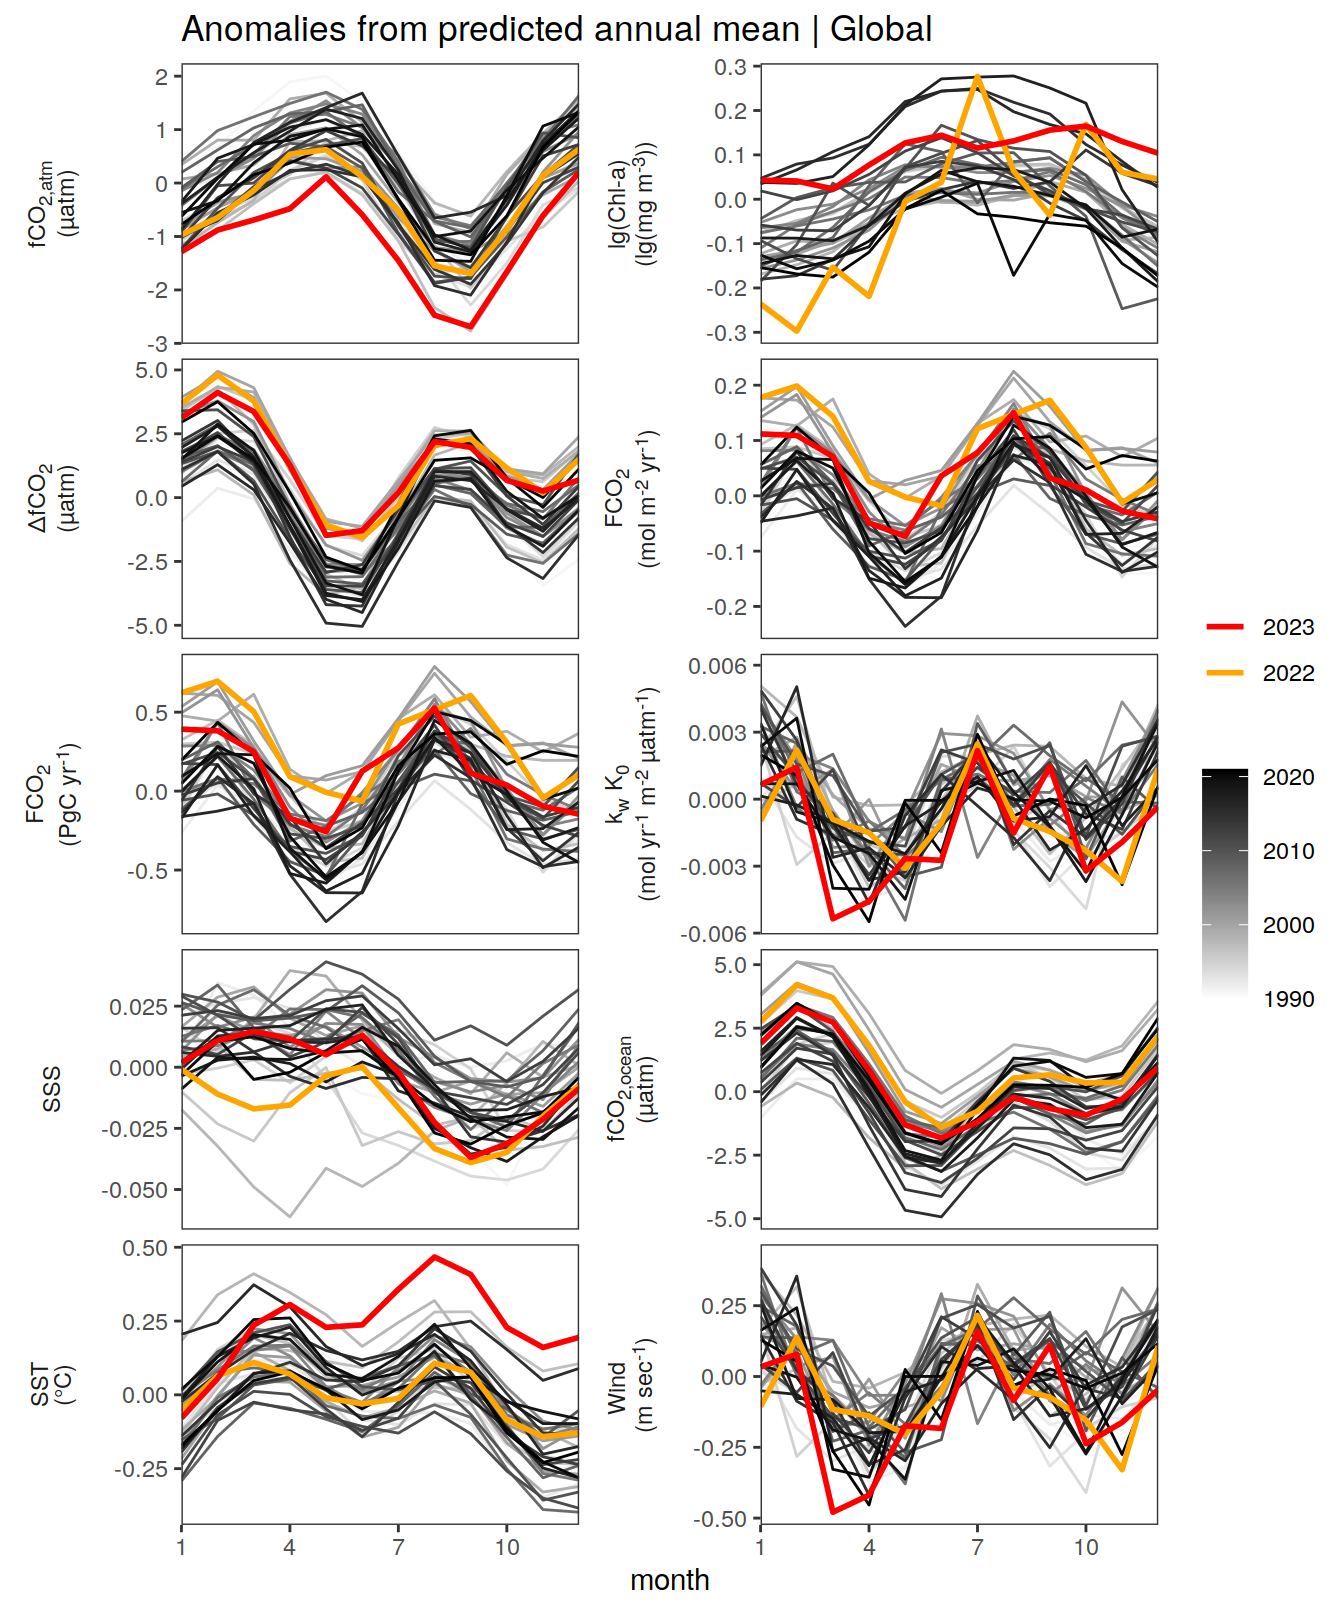 Anomalies from predicted annual mean | Global
fCO2,atm
(µatm)
2
1
0
-1
-2
-3
lg(Chl-a)
(lg(mg m-3))
0.3
0.2
0.1
0.0
-0.1
-0.2
-0.3
ΔfCO2
(µatm)
5.0
2.5
0.0
-2.5
-5.0
FCO2
(mol m-2 yr-1)
0.2
0.1
0.0
-0.1
-0.2
FCO2
(PgC yr-1)
0.5
0.0
-0.5
kw K0
(mol yr-1 m-2 µatm-1)
0.006
0.003
0.000
-0.003
-0.006
SSS
0.025
0.000
-0.025
-0.050
fCO2,ocean
(µatm)
5.0
2.5
0.0
-2.5
-5.0
SST
(°C)
0.50
0.25
0.00
-0.25
Wind
(m sec-1)
0.25
0.00
-0.25
-0.50
1 4 7 10
1 4 7 10
month
2023
2022
2020
2010
2000
1990